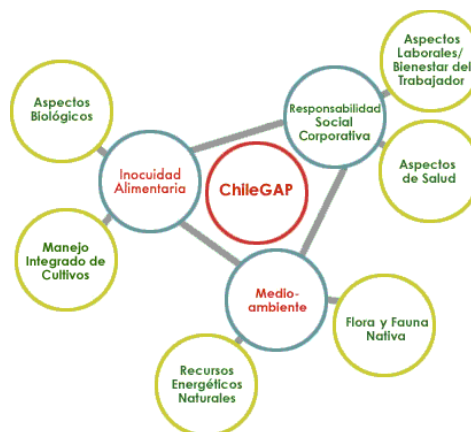 Aspectos
Laborales/
Bienestar del
Trabajador
Aspectos
Biológicos
Responsabilidad
Social
Corporativa
Inocuidad
Alimentaria
ChileGAP
Aspectos
de Salud
Manejo
Integrado de
Cultivos
Medio-
ambiente
Flora y Fauna
Nativa
Recursos
Energéticos
Naturales